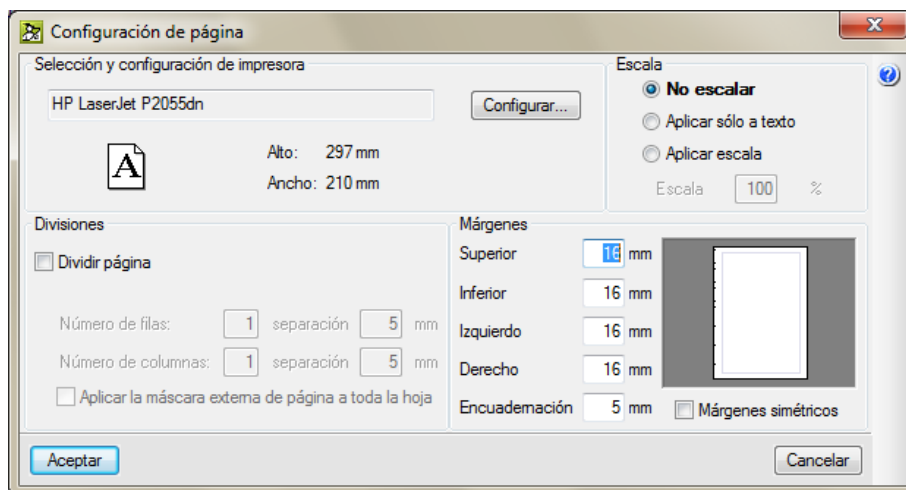 Configuración de página
Selección y configuración de impresora
HP LaserJet P2055dn
Configurar...
A
Alto: 297 mm
Ancho: 210 mm
Escala
No escalar
Aplicar sólo a texto
Aplicar escala
Escala 100 %
?
Divisiones
Dividir página
Número de filas: 1 separación 5 mm
Número de columnas: 1 separación 5 mm
Aplicar la máscara externa de página a toda la hoja
Márgenes
Superior 16 mm
Inferior 16 mm
Izquierdo 16 mm
Derecho 16 mm
Encuadernación 5 mm
Márgenes simétricos
Aceptar
Cancelar